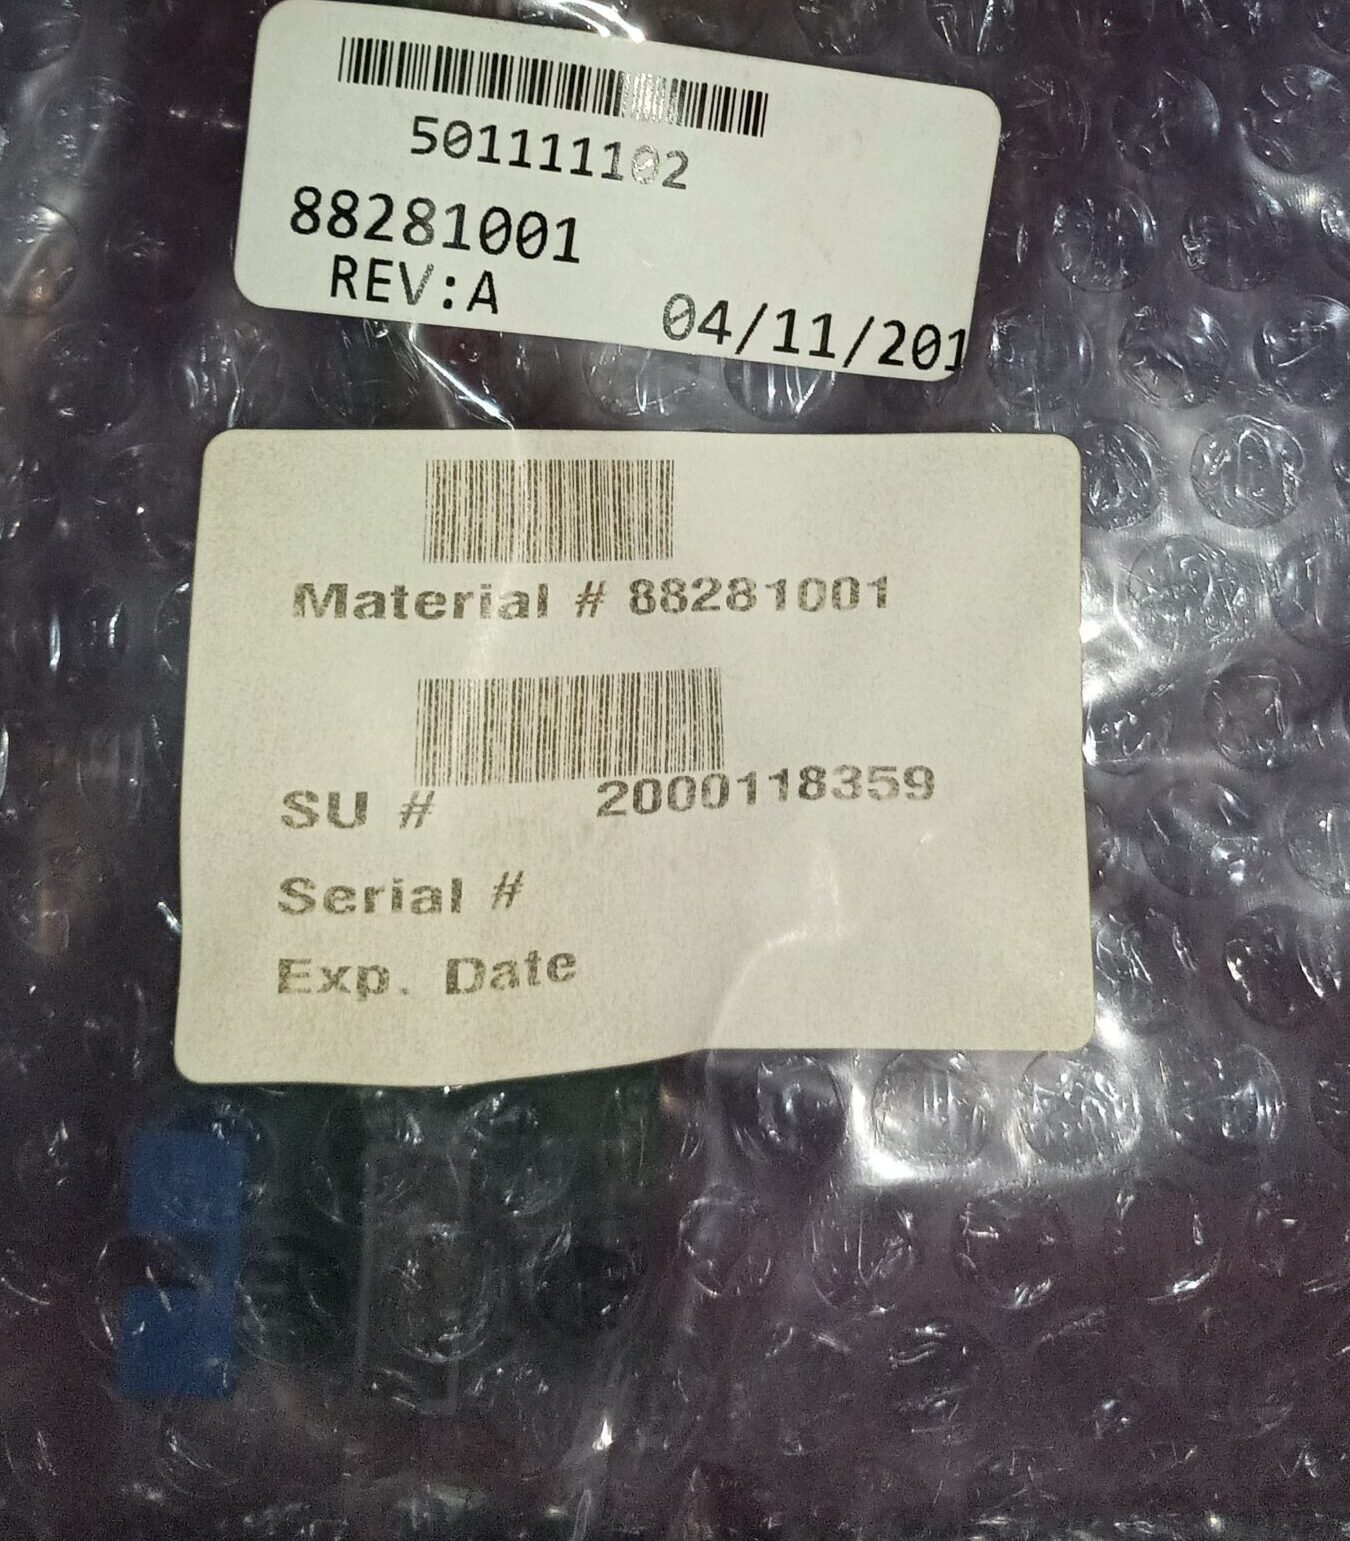 501111102
88281001
REV:A
04/11/201
Material # 88281001
SU # 2000118359
Serial #
Exp. Date